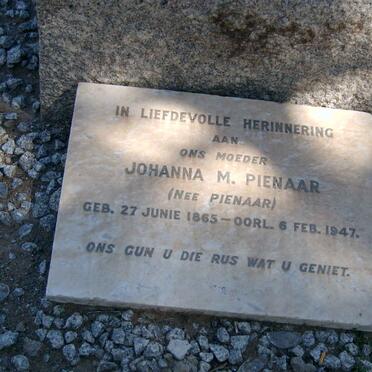 IN LIEFDEVOLLE HERINNERING
AAN
ONS MOEDER
JOHANNA M. PIENAAR
(NEE PIENAAR)
GEB. 27 JUNIE 1865 — OORL. 6 FEB. 1947.
ONS GUN U DIE RUS WAT U GENIET.